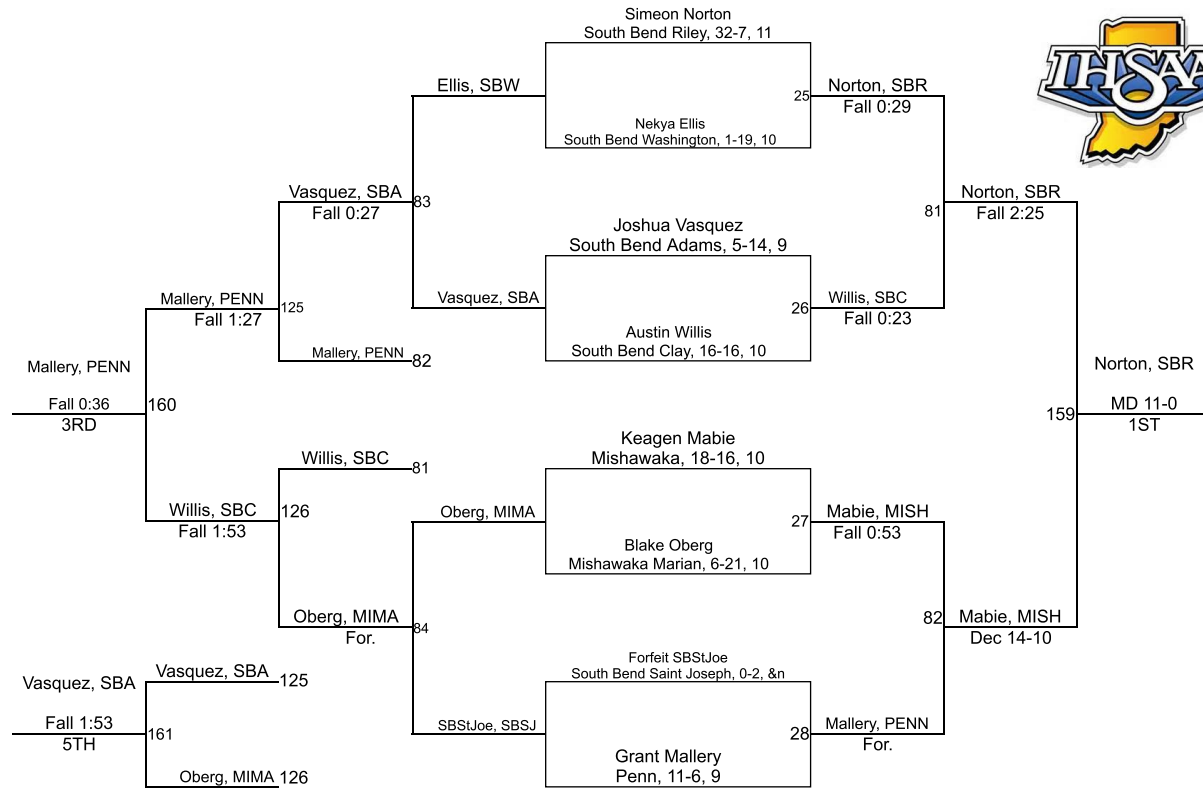 Simeon Norton
South Bend Riley, 32-7, 11
IHSAA
Ellis, SBW
25
Norton, SBR
Fall 0:29
Nekya Ellis
South Bend Washington, 1-19, 10
Vasquez, SBA
Fall 0:27
83
Norton, SBR
Fall 2:25
81
Joshua Vasquez
South Bend Adams, 5-14, 9
Mallery, PENN
Fall 1:27
125
Vasquez, SBA
26
Willis, SBC
Fall 0:23
Austin Willis
South Bend Clay, 16-16, 10
Mallery, PENN
82
Mallery, PENN
Fall 0:36
3RD
160
Norton, SBR
MD 11-0
1ST
159
Keagen Mabie
Mishawaka, 18-16, 10
Willis, SBC
81
Willis, SBC
Fall 1:53
126
Oberg, MIMA
27
Mabie, MISH
Fall 0:53
Blake Oberg
Mishawaka Marian, 6-21, 10
Oberg, MIMA
For.
84
82
Mabie, MISH
Dec 14-10
Forfeit SBStJoe
South Bend Saint Joseph, 0-2, &n
Vasquez, SBA
Fall 1:53
5TH
Vasquez, SBA
125
161
SBStJoe, SBSJ
28
Mallery, PENN
For.
Grant Mallery
Penn, 11-6, 9
Oberg, MIMA
126